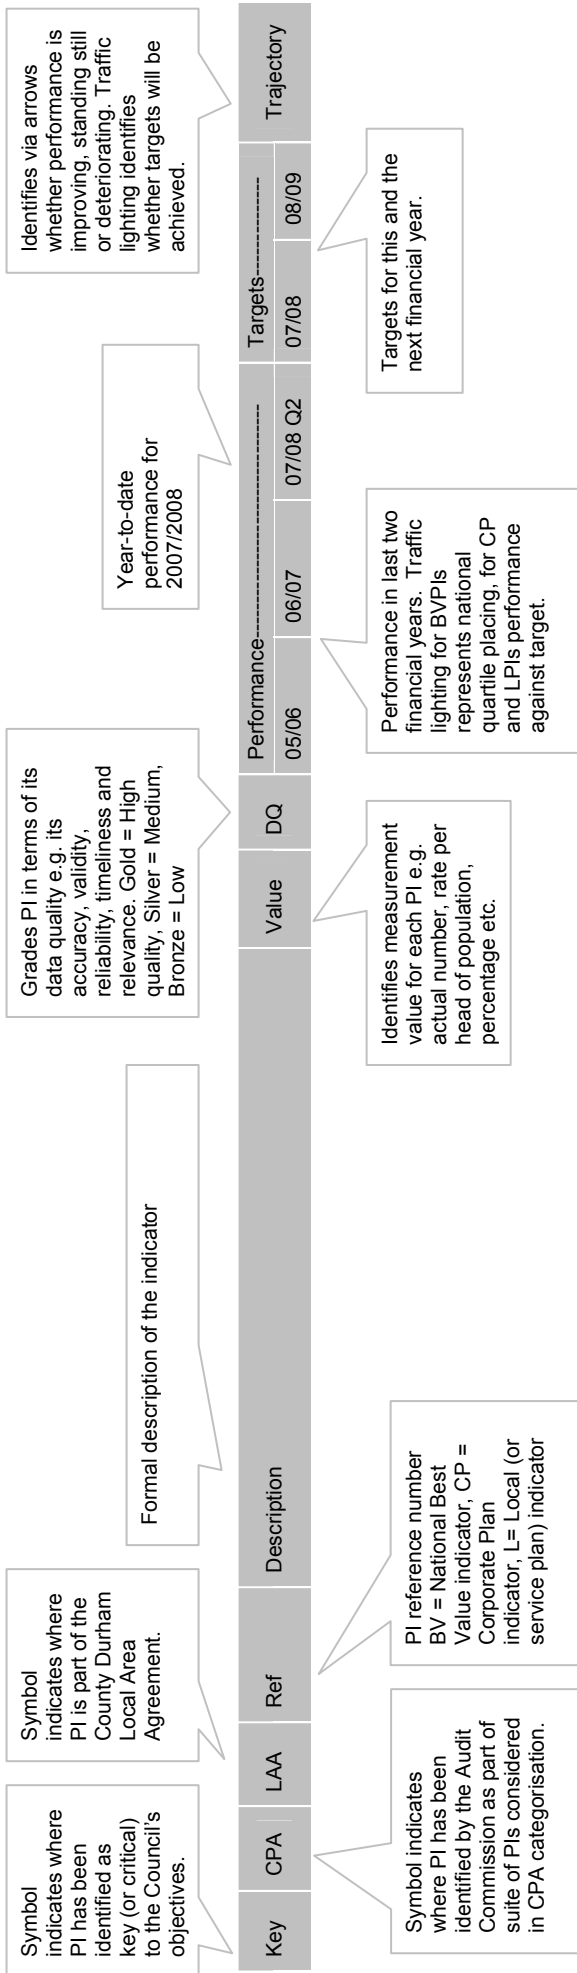 Symbol
indicates where
PI has been
identified as
key (or critical)
to the Council's
objectives.
Symbol
indicates where
PI is part of the
County Durham
Local Area
Agreement.
Formal description of the indicator
Grades PI in terms of its
data quality e.g. its
accuracy, validity,
reliability, timeliness and
relevance. Gold = High
quality, Silver = Medium,
Bronze = Low
Year-to-date
performance for
2007/2008
Identifies via arrows
whether performance is
improving, standing still
or deteriorating. Traffic
lighting identifies
whether targets will be
achieved.
Key CPA LAA Ref Description Value DQ Performance-------------------------------- Targets-------------- Trajectory
05/06 06/07 07/08 Q2 07/08 08/09
Symbol indicates
where PI has been
identified by the Audit
Commission as part of
suite of PIs considered
in CPA categorisation.
PI reference number
BV = National Best
Value indicator, CP =
Corporate Plan
indicator, L= Local (or
service plan) indicator
Identifies measurement
value for each PI e.g.
actual number, rate per
head of population,
percentage etc.
Performance in last two
financial years. Traffic
lighting for BVPIs
represents national
quartile placing, for CP
and LPIs performance
against target.
Targets for this and the
next financial year.